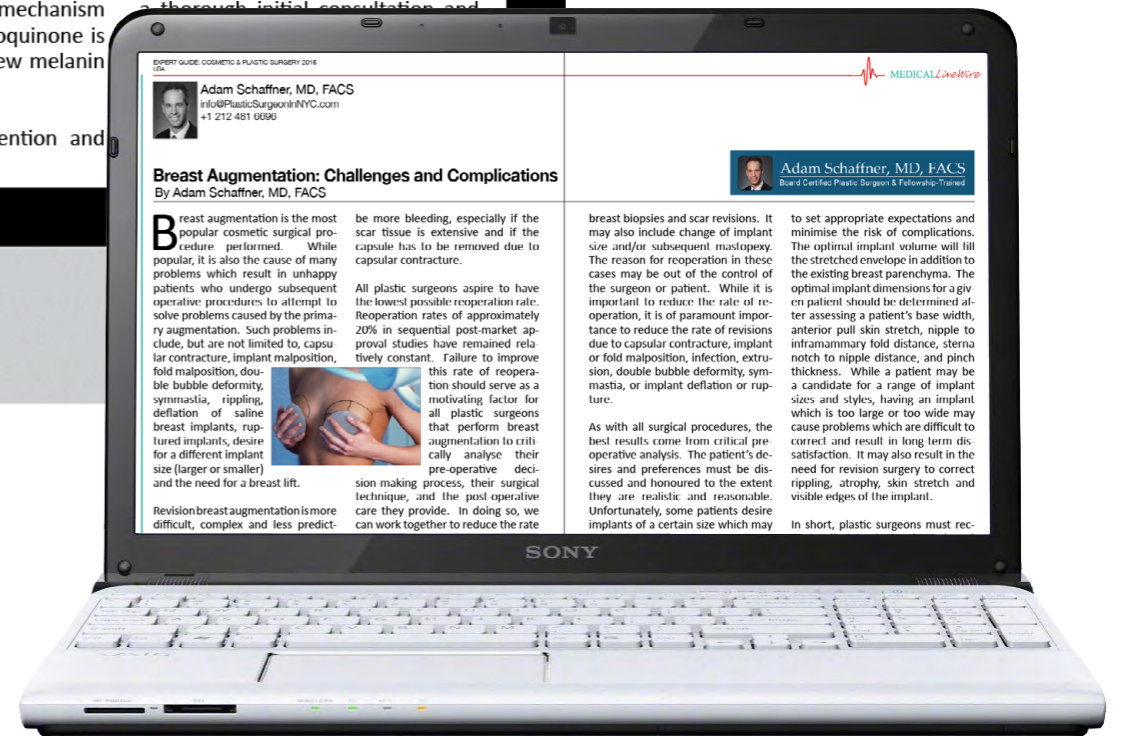 mechanism
a thorough initial consultation and
oquinone is
ew melanin
ention and
EXPERT GUIDE: COSMETIC & PLASTIC SURGERY 2015
USA
MEDICAL LiveWire
Adam Schaffner, MD, FACS
info@PlasticSurgeonInNYC.com
+1 212 481 6696
Adam Schaffner, MD, FACS
Board Certified Plastic Surgeon & Fellowship-Trained
Breast Augmentation: Challenges and Complications
By Adam Schaffner, MD, FACS
Breast augmentation is the most
popular cosmetic surgical pro-
cedure performed. While
popular, it is also the cause of many
problems which result in unhappy
patients who undergo subsequent
operative procedures to attempt to
solve problems caused by the prima-
ry augmentation. Such problems in-
clude, but are not limited to, capsu-
lar contracture, implant malposition,
fold malposition, dou-
ble bubble deformity,
symmastia, rippling,
deflation of saline
breast implants, rup-
tured implants, desire
for a different implant
size (larger or smaller)
and the need for a breast lift.
Revision breast augmentation is more
difficult, complex and less predict-
be more bleeding, especially if the
scar tissue is extensive and if the
capsule has to be removed due to
capsular contracture.
All plastic surgeons aspire to have
the lowest possible reoperation rate.
Reoperation rates of approximately
20% in sequential post-market ap-
proval studies have remained rela-
tively constant. Failure to improve
this rate of reopera-
tion should serve as a
motivating factor for
all plastic surgeons
that perform breast
augmentation to criti-
cally analyse their
pre-operative deci-
sion-making process, their surgical
technique, and the post-operative
care they provide. In doing so, we
can work together to reduce the rate
breast biopsies and scar revisions. It
may also include change of implant
size and/or subsequent mastopexy.
The reason for reoperation in these
cases may be out of the control of
the surgeon or patient. While it is
important to reduce the rate of re-
operation, it is of paramount impor-
tance to reduce the rate of revisions
due to capsular contracture, implant
or fold malposition, infection, extru-
sion, double bubble deformity, sym-
mastia, or implant deflation or rup-
ture.
As with all surgical procedures, the
best results come from critical pre-
operative analysis. The patient's de-
sires and preferences must be dis-
cussed and honoured to the extent
they are realistic and reasonable.
Unfortunately, some patients desire
implants of a certain size which may
to set appropriate expectations and
minimise the risk of complications.
The optimal implant volume will fill
the stretched envelope in addition to
the existing breast parenchyma. The
optimal implant dimensions for a giv-
en patient should be determined af-
ter assessing a patient's base width,
anterior pull skin stretch, nipple to
inframammary fold distance, sterna
notch to nipple distance, and pinch
thickness. While a patient may be
a candidate for a range of implant
sizes and styles, having an implant
which is too large or too wide may
cause problems which are difficult to
correct and result in long-term dis-
satisfaction. It may also result in the
need for revision surgery to correct
rippling, atrophy, skin stretch and
visible edges of the implant.
In short, plastic surgeons must rec-
SONY
VAIO